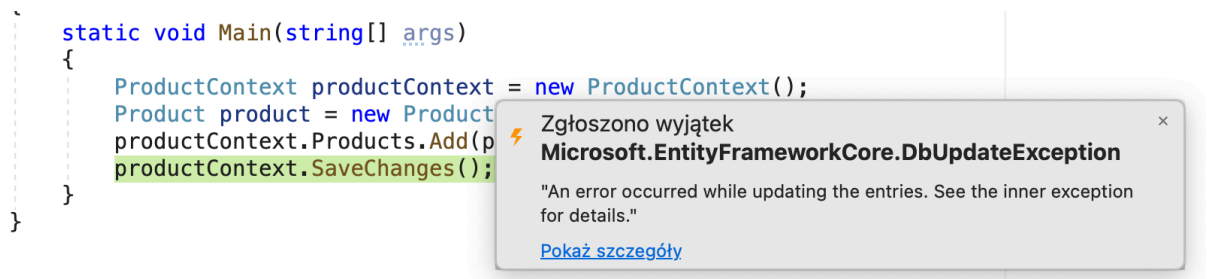 static void Main(string[] args)
{
ProductContext productContext = new ProductContext();
Product product = new Product
productContext.Products.Add(p
productContext.SaveChanges();
}
}
Zgłoszono wyjątek
Microsoft.EntityFrameworkCore.DbUpdateException
"An error occurred while updating the entries. See the inner exception
for details."
Pokaż szczegóły